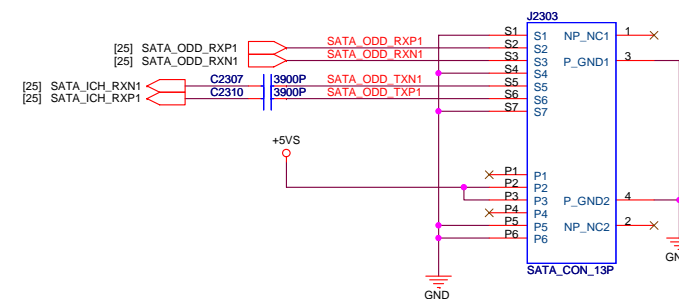 J2303
S1 S1 NP_NC1 1
[25] SATA_ODD_RXP1 SATA_ODD_RXP1 S2 S2
[25] SATA_ODD_RXN1 SATA_ODD_RXN1 S3 S3 P_GND1 3
S4 S4
[25] SATA_ICH_RXN1 C2307 3900P SATA_ODD_TXN1 S5 S5
[25] SATA_ICH_RXP1 C2310 3900P SATA_ODD_TXP1 S6 S6
S7 S7
+5VS
P1 P1
P2 P2
P3 P3 P_GND2 4
P4 P4
P5 P5 NP_NC2 2
P6 P6
SATA_CON_13P
GND